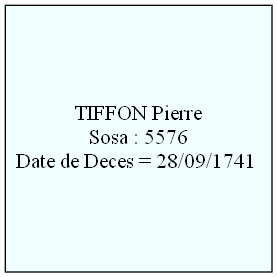 TIFFON Pierre
Sosa : 5576
Date de Deces = 28/09/1741